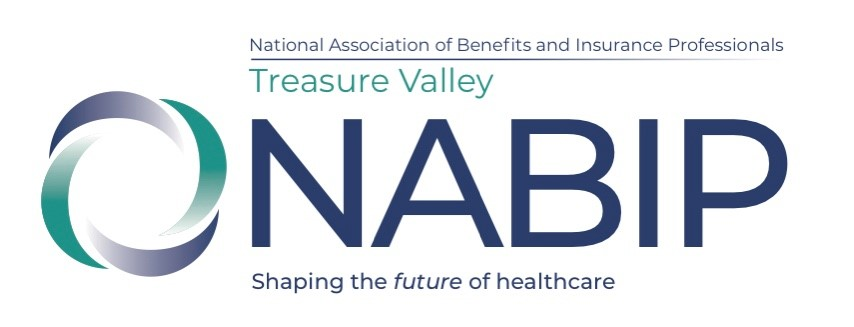 National Association of Benefits and Insurance Professionals
Treasure Valley
NABIP
Shaping the future of healthcare